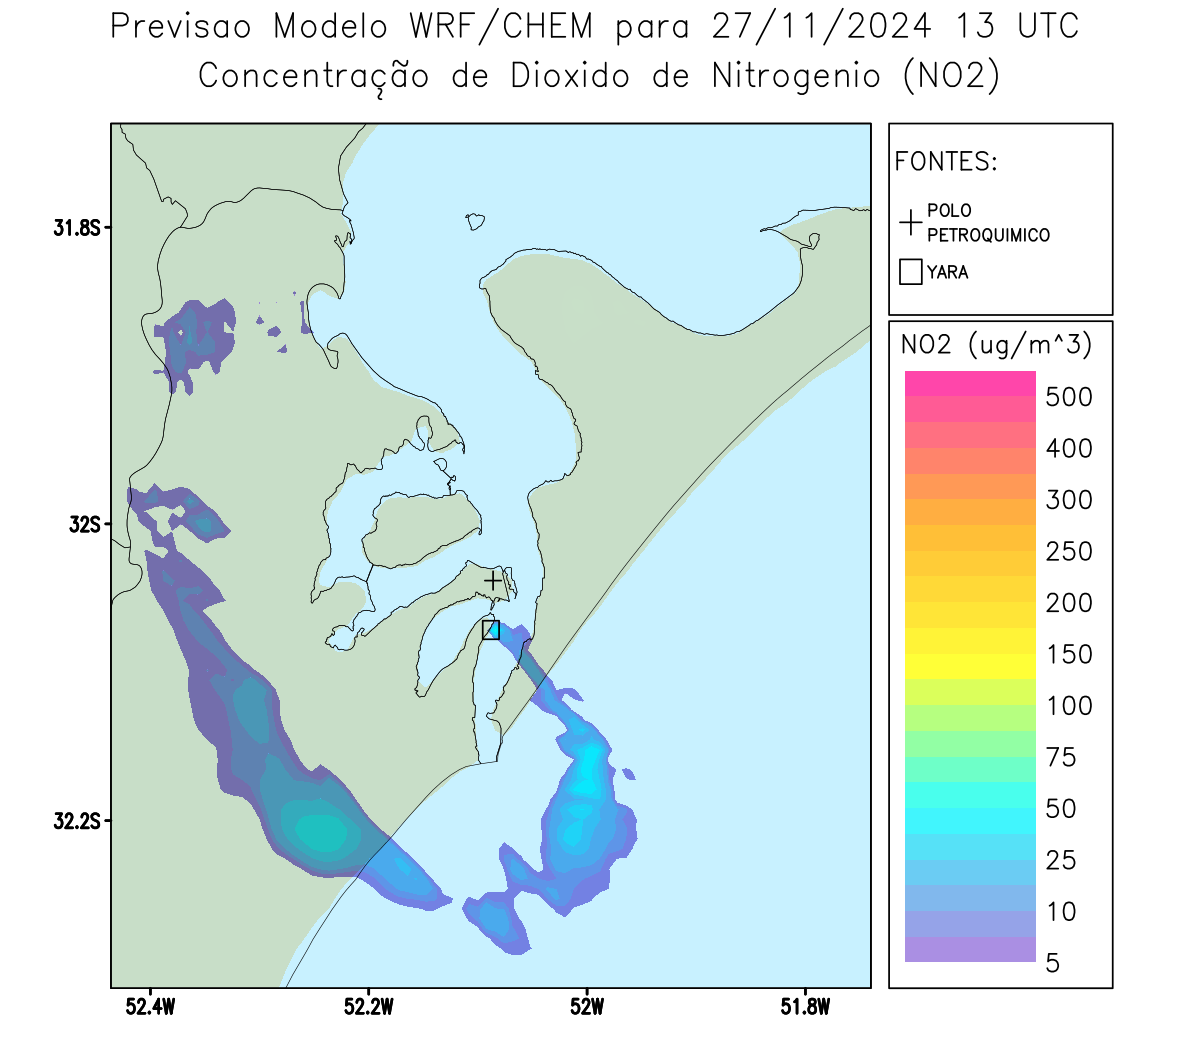 Previsao Modelo WRF/CHEM para 27/11/2024 13 UTC
Concentração de Dioxido de Nitrogenio (NO2)
FONTES:
POLO
PETROQUIMICO
YARA
NO2 (ug/m^3)
500
400
300
250
200
150
100
75
50
25
10
5
31.8S
32S
32.2S
52.4W
52.2W
52W
51.8W